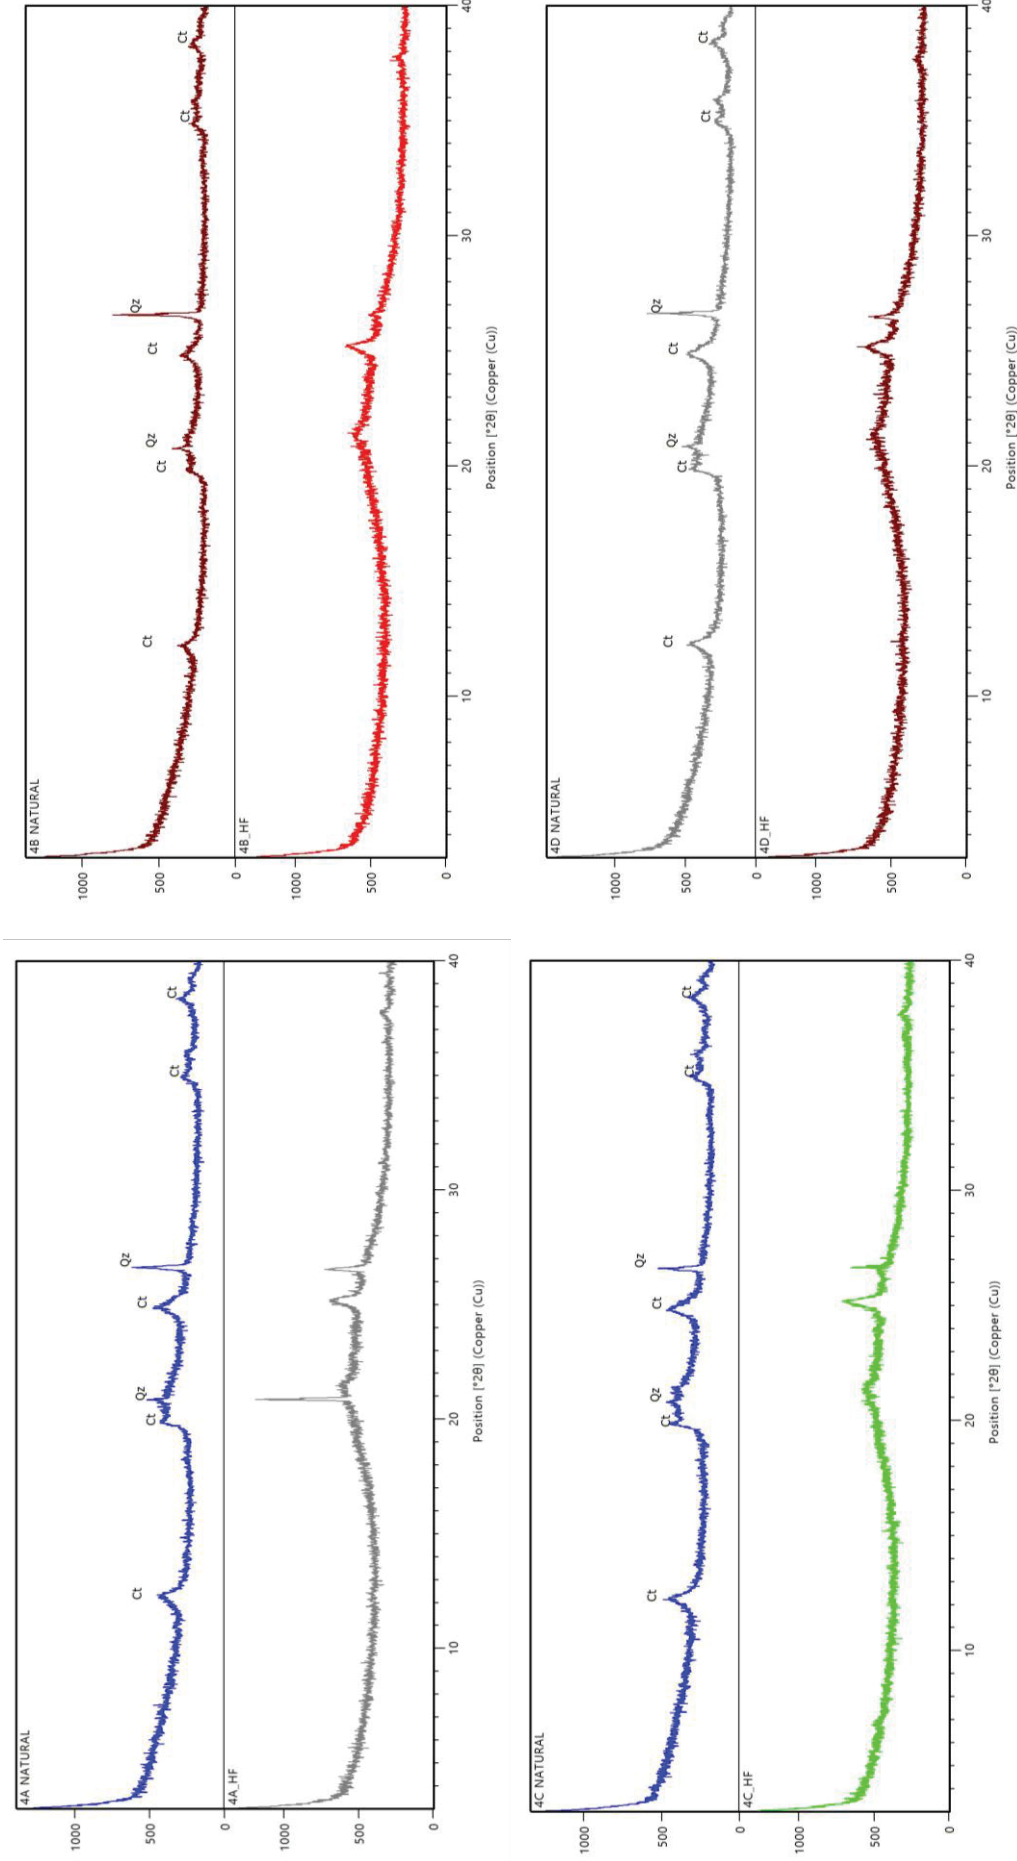 4A NATURAL
1000
500
0
Ct
Ct
Qz
Ct
Qz
Ct
Ct
4A_HF
1000
500
0
10 20 30 40
Position [°2θ] (Copper (Cu))
4B NATURAL
1000
500
0
Ct
Ct
Qz
Ct
Qz
Ct
Ct
4B_HF
1000
500
0
10 20 30 40
Position [°2θ] (Copper (Cu))
4C NATURAL
1000
500
0
Ct
Ct
Qz
Ct
Qz
Ct
Ct
4C_HF
1000
500
0
10 20 30 40
Position [°2θ] (Copper (Cu))
4D NATURAL
1000
500
0
Ct
Ct
Qz
Ct
Qz
Ct
Ct
4D_HF
1000
500
0
10 20 30 40
Position [°2θ] (Copper (Cu))